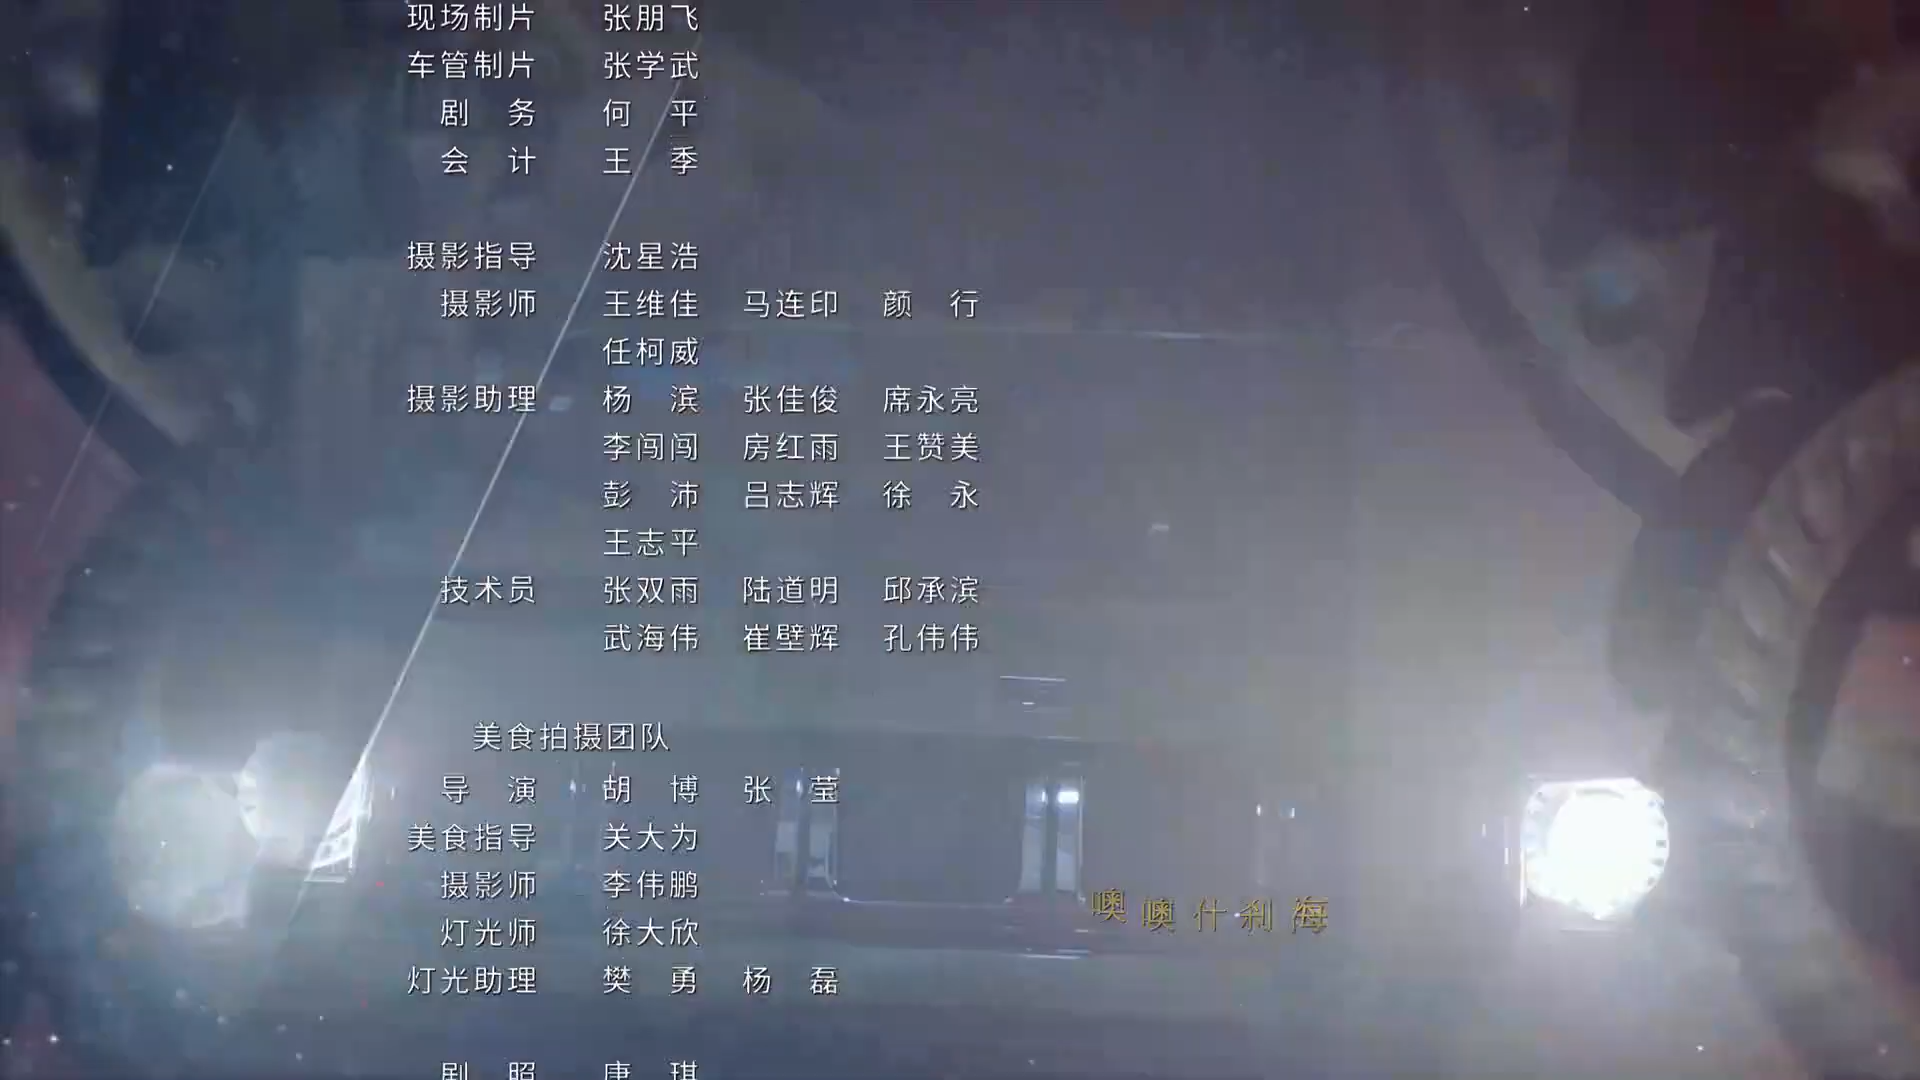 现场制片 张朋飞
车管制片 张学武
剧务 何平
会计 王季
摄影指导 沈星浩
摄影师 王维佳 马连印 颜行
任柯威
摄影助理 杨滨 张佳俊 席永亮
李闯闯 房红雨 王赞美
彭沛 吕志辉 徐永
王志平
技术员 张双雨 陆道明 邱承滨
武海伟 崔壁辉 孔伟伟
美食拍摄团队
导演 胡博 张莹
美食指导 关大为
摄影师 李伟鹏
灯光师 徐大欣
灯光助理 樊勇 杨磊
噢噢什刹海
剧照 唐琪